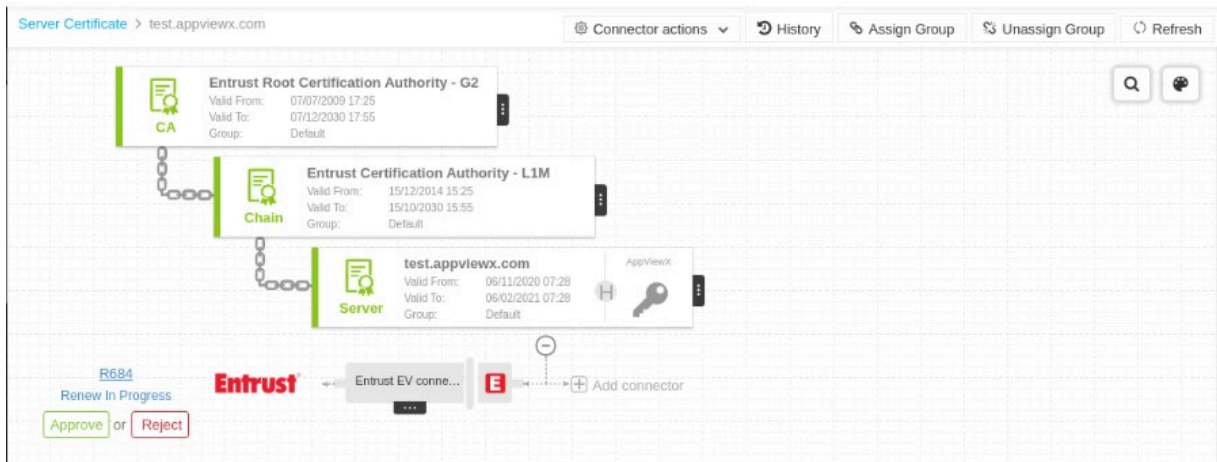 Server Certificate > test.appviewx.com
Connector actions
History
Assign Group
Unassign Group
Refresh
Entrust Root Certification Authority - G2
Valid From: 07/07/2009 17:25
Valid To: 07/12/2030 17:55
Group: Default
CA
Entrust Certification Authority - L1M
Valid From: 15/12/2014 15:25
Valid To: 15/10/2030 15:55
Group: Default
Chain
test.appviewx.com
Valid From: 06/11/2020 07:28
Valid To: 06/02/2021 07:28
Group: Default
Server
H
AppViewX
R684
Renew In Progress
Approve or Reject
Entrust
Entrust EV conne...
E
Add connector